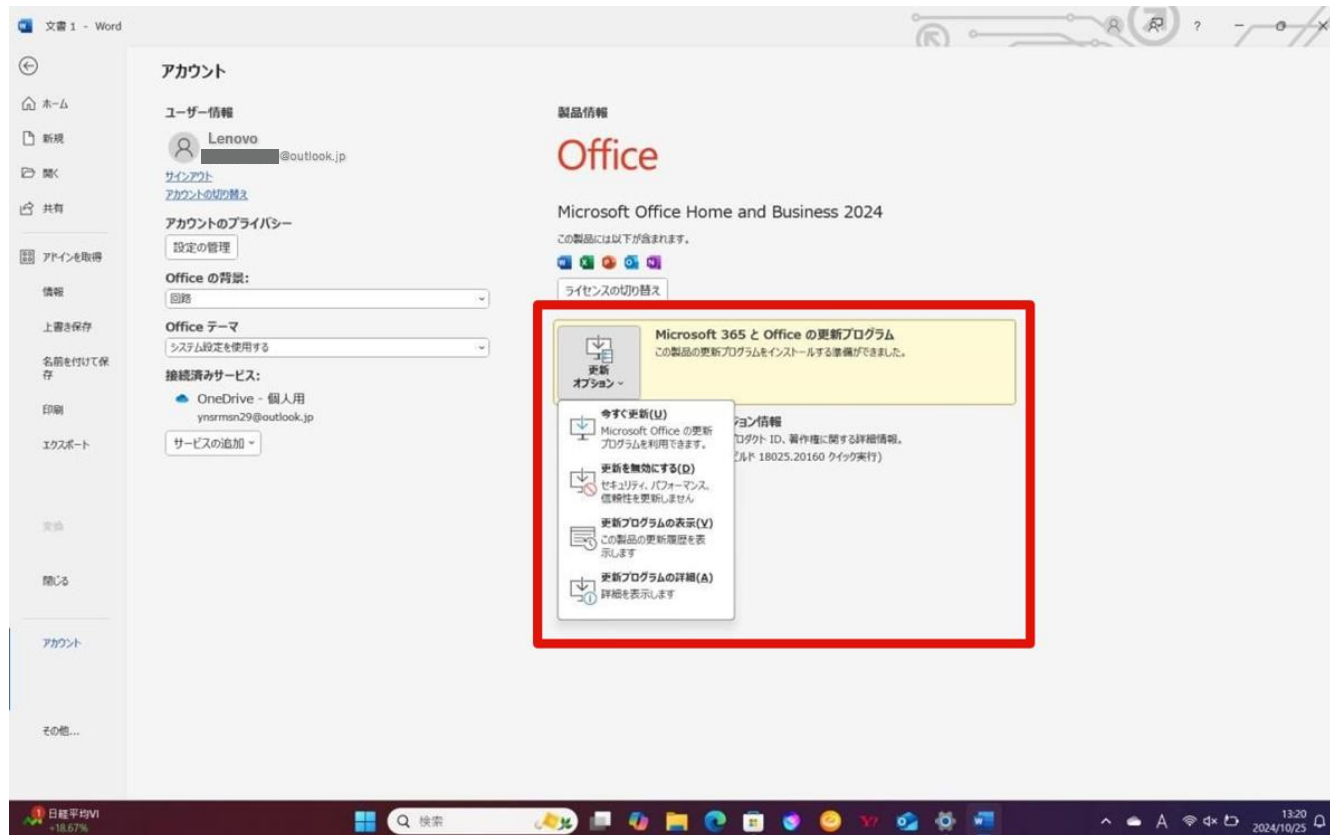 文書 1 - Word
?
アカウント
ホーム
新規
開く
共有
アドインを取得
情報
上書き保存
名前を付けて保
存
印刷
エクスポート
変換
閉じる
アカウント
その他...
ユーザー情報
Lenovo
@outlook.jp
サインアウト
アカウントの切り替え
アカウントのプライバシー
設定の管理
Office の背景:
回路
Office テーマ
システム設定を使用する
接続済みサービス:
OneDrive - 個人用
ynsrmsn29@outlook.jp
サービスの追加
製品情報
Office
Microsoft Office Home and Business 2024
この製品には以下が含まれます。
ライセンスの切り替え
更新
オプション
Microsoft 365 と Office の更新プログラム
この製品の更新プログラムをインストールする準備ができました。
今すぐ更新(U)
Microsoft Office の更新
プログラムを利用できます。
更新を無効にする(D)
セキュリティ、パフォーマンス、
信頼性を更新しません
更新プログラムの表示(V)
この製品の更新履歴を表
示します
更新プログラムの詳細(A)
詳細を表示します
ジョン情報
ロダクト ID、著作権に関する詳細情報。
ビルド 18025.20160 クイック実行)
1
日経平均VI
+18.67%
検索
A
13:20
2024/10/25